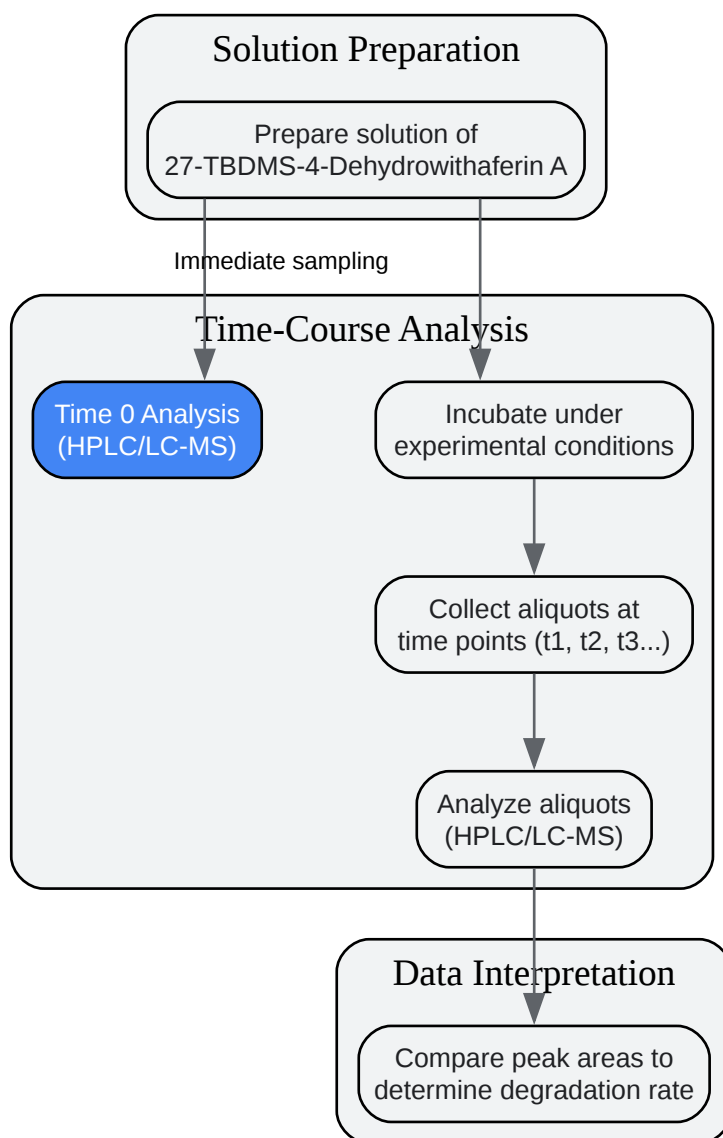 Solution Preparation
Prepare solution of
27-TBDMS-4-Dehydrowithaferin A
Immediate sampling
Time-Course Analysis
Time 0 Analysis
(HPLC/LC-MS)
Incubate under
experimental conditions
Collect aliquots at
time points (t1, t2, t3...)
Analyze aliquots
(HPLC/LC-MS)
Data Interpretation
Compare peak areas to
determine degradation rate